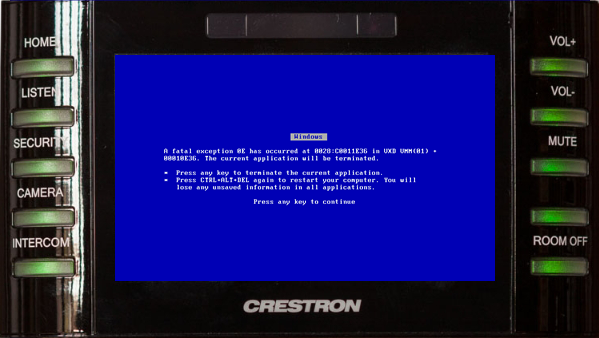 HOME
LISTEN
SECURITY
CAMERA
INTERCOM
Windows
A fatal exception 0E has occurred at 0028:C0011E36 in VXD VMM(01) +
00010E36. The current application will be terminated.
* Press any key to terminate the current application.
* Press CTRL+ALT+DEL again to restart your computer. You will
lose any unsaved information in all applications.
Press any key to continue
VOL+
VOL-
MUTE
ROOM OFF
CRESTRON